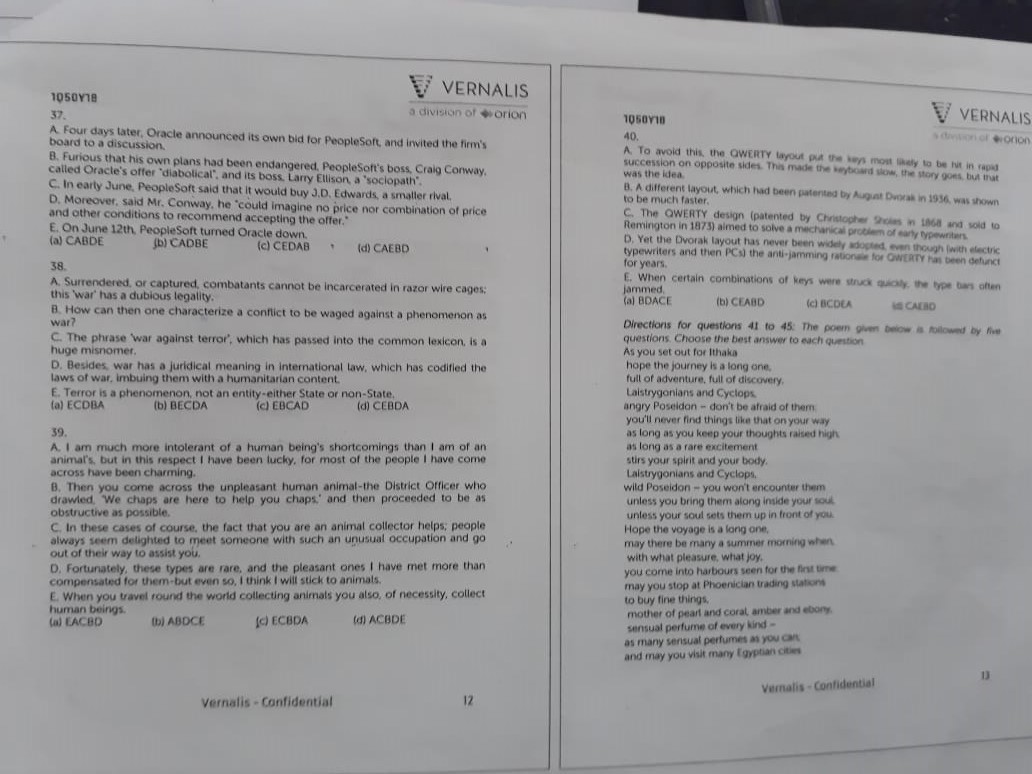 VERNALIS
a division of orion
1Q50Y18
37.
A. Four days later, Oracle announced its own bid for PeopleSoft, and invited the firm's
board to a discussion.
B. Furious that his own plans had been endangered, PeopleSoft's boss, Craig Conway,
called Oracle's offer "diabolical", and its boss, Larry Ellison, a "sociopath".
C. In early June, PeopleSoft said that it would buy J.D. Edwards, a smaller rival.
D. Moreover, said Mr. Conway, he "could imagine no price nor combination of price
and other conditions to recommend accepting the offer."
E. On June 12th, PeopleSoft turned Oracle down.
(a) CABDE (b) CADBE (c) CEDAB (d) CAEBD
38.
A. Surrendered, or captured, combatants cannot be incarcerated in razor wire cages;
this 'war' has a dubious legality.
B. How can then one characterize a conflict to be waged against a phenomenon as
war?
C. The phrase 'war against terror', which has passed into the common lexicon, is a
huge misnomer.
D. Besides, war has a juridical meaning in international law, which has codified the
laws of war, imbuing them with a humanitarian content.
E. Terror is a phenomenon, not an entity-either State or non-State.
(a) ECDBA (b) BECDA (c) EBCAD (d) CEBDA
39.
A. I am much more intolerant of a human being's shortcomings than I am of an
animal's, but in this respect I have been lucky, for most of the people I have come
across have been charming.
B. Then you come across the unpleasant human animal-the District Officer who
drawled, 'We chaps are here to help you chaps,' and then proceeded to be as
obstructive as possible.
C. In these cases of course, the fact that you are an animal collector helps; people
always seem delighted to meet someone with such an unusual occupation and go
out of their way to assist you.
D. Fortunately, these types are rare, and the pleasant ones I have met more than
compensated for them-but even so, I think I will stick to animals.
E. When you travel round the world collecting animals you also, of necessity, collect
human beings.
(a) EACBD (b) ABDCE (c) ECBDA (d) ACBDE
Vernalis - Confidential 12
VERNALIS
a division of orion
1Q50Y18
40.
A. To avoid this, the QWERTY layout put the keys most likely to be hit in rapid
succession on opposite sides. This made the keyboard slow, the story goes, but that
was the idea.
B. A different layout, which had been patented by August Dvorak in 1936, was shown
to be much faster.
C. The QWERTY design (patented by Christopher Sholes in 1868 and sold to
Remington in 1873) aimed to solve a mechanical problem of early typewriters.
D. Yet the Dvorak layout has never been widely adopted, even though (with electric
typewriters and then PCs) the anti-jamming rationale for QWERTY has been defunct
for years.
E. When certain combinations of keys were struck quickly, the type bars often
jammed.
(a) BDACE (b) CEABD (c) BCDEA (d) CAEBD
Directions for questions 41 to 45: The poem given below is followed by five
questions. Choose the best answer to each question.
As you set out for Ithaka
hope the journey is a long one,
full of adventure, full of discovery.
Laistrygonians and Cyclops,
angry Poseidon – don't be afraid of them:
you'll never find things like that on your way
as long as you keep your thoughts raised high,
as long as a rare excitement
stirs your spirit and your body.
Laistrygonians and Cyclops,
wild Poseidon – you won't encounter them
unless you bring them along inside your soul,
unless your soul sets them up in front of you.
Hope the voyage is a long one,
may there be many a summer morning when,
with what pleasure, what joy,
you come into harbours seen for the first time:
may you stop at Phoenician trading stations
to buy fine things,
mother of pearl and coral, amber and ebony,
sensual perfume of every kind –
as many sensual perfumes as you can;
and may you visit many Egyptian cities
Vernalis - Confidential 13